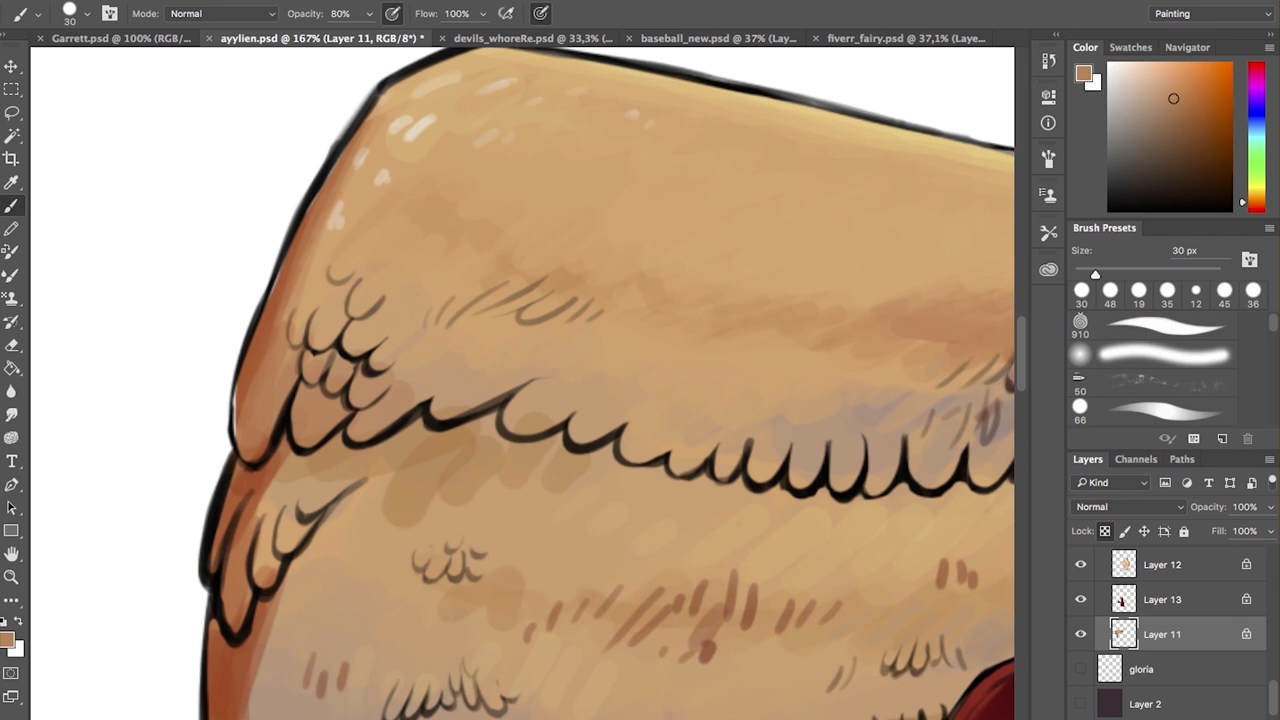 30
Mode: Normal Opacity: 80% Flow: 100% Painting
Garrett.psd @ 100% (RGB/... ayylien.psd @ 167% (Layer 11, RGB/8*) * devils_whoreRe.psd @ 33,3% (... baseball_new.psd @ 37% (Lay... fiverr_fairy.psd @ 37,1% (Laye...
Color Swatches Navigator
Brush Presets
Size: 30 px
30 48 19 35 12 45 36
910
50
66
Layers Channels Paths
Kind
Normal Opacity: 100%
Lock: Fill: 100%
Layer 12
Layer 13
Layer 11
gloria
Layer 2